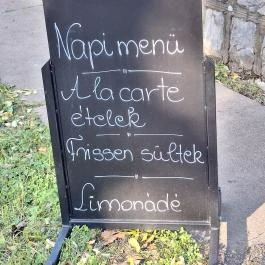 Napi menü
A la carte
ételek
Frissen sültek
Limonádé